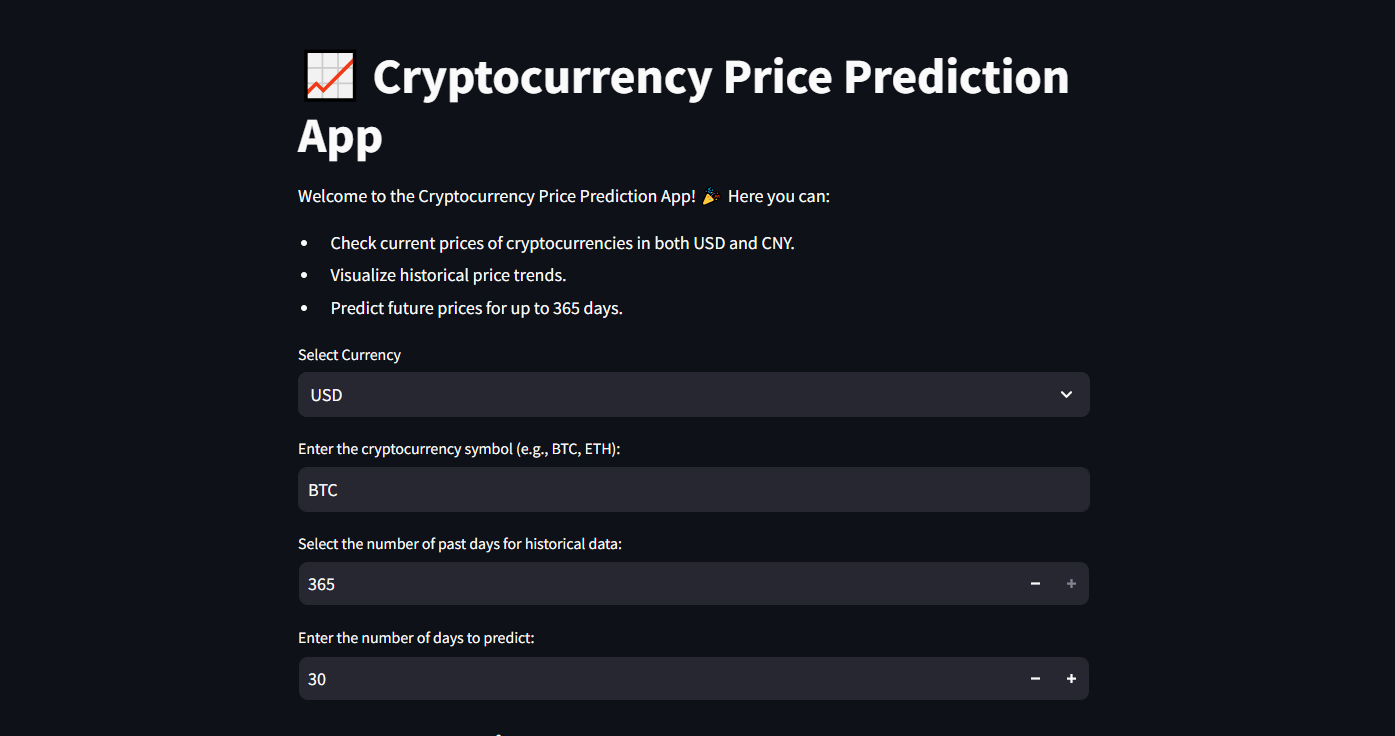 Cryptocurrency Price Prediction
App
Welcome to the Cryptocurrency Price Prediction App! 🎉 Here you can:
• Check current prices of cryptocurrencies in both USD and CNY.
• Visualize historical price trends.
• Predict future prices for up to 365 days.
Select Currency
USD
Enter the cryptocurrency symbol (e.g., BTC, ETH):
BTC
Select the number of past days for historical data:
365
Enter the number of days to predict:
30